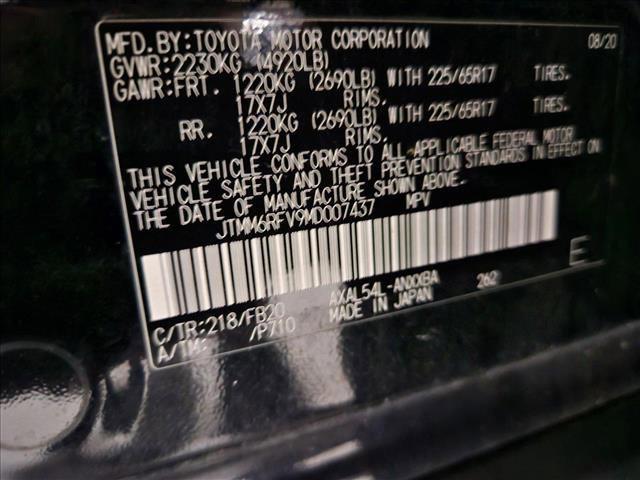 MFD.BY:TOYOTA MOTOR CORPORATION 08/20
GVWR:2230KG (4920LB)
GAWR:FRT. 1220KG (2690LB) WITH 225/65R17 TIRES.
17X7J RIMS.
RR. 1220KG (2690LB) WITH 225/65R17 TIRES.
17X7J RIMS.
THIS VEHICLE CONFORMS TO ALL APPLICABLE FEDERAL MOTOR
VEHICLE SAFETY AND THEFT PREVENTION STANDARDS IN EFFECT ON
THE DATE OF MANUFACTURE SHOWN ABOVE.
JTMM6RFV9MD007437 MPV
E
C/TR:218/FB20 AXAL54L-ANXXBA 262
A/TM: /P710 MADE IN JAPAN